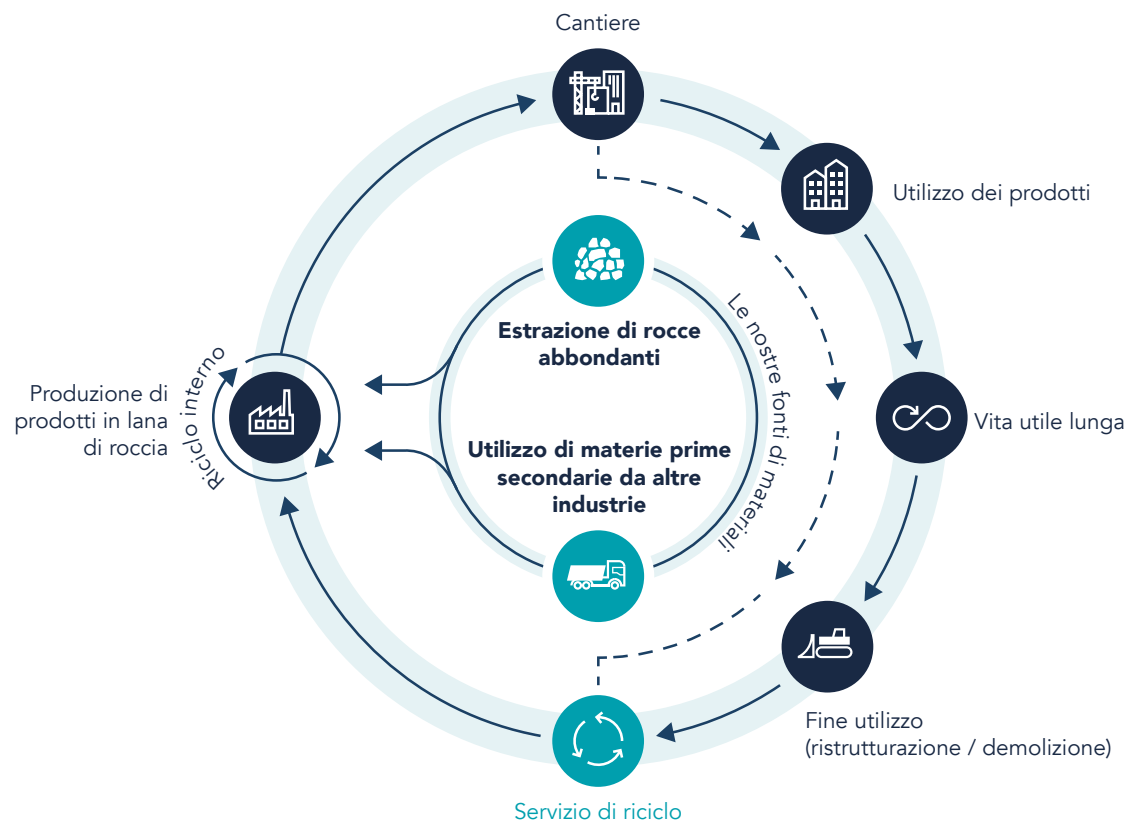 Cantiere
Utilizzo dei prodotti
Estrazione di rocce
abbondanti
Le nostre fonti di materiali
Riciclo interno
Produzione di
prodotti in lana
di roccia
Vita utile lunga
Utilizzo di materie prime
secondarie da altre
industrie
Fine utilizzo
(ristrutturazione / demolizione)
Servizio di riciclo